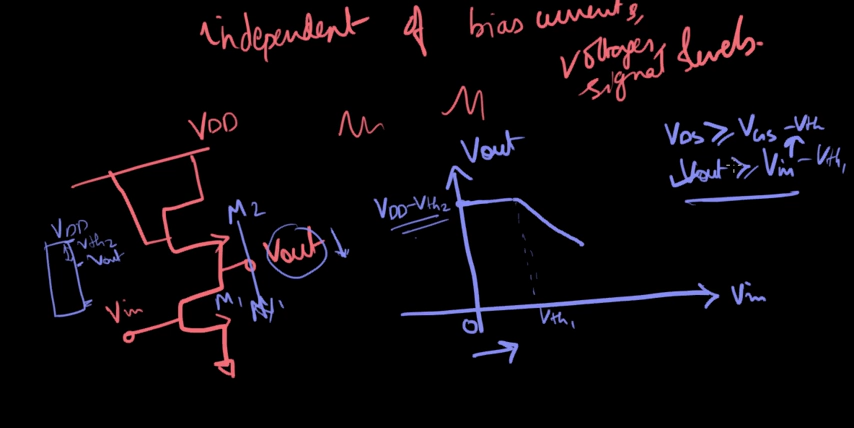 independent of bias currents,
voltages,
signal levels.
VDD
Vout
VDS ≥ VGS - Vth
Vout ≥ Vin - Vth1
VDD-Vth2
M2
VDD
Vth2
Vout
Vout ↓
Vin
M1
M1
Vth1
Vin
0